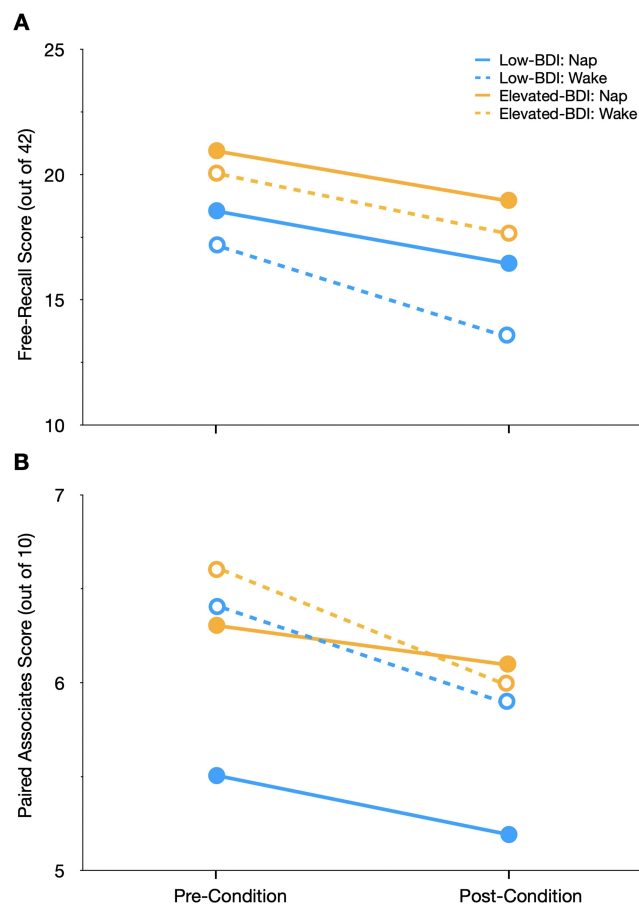 A
25
20
15
10
Free-Recall Score (out of 42)
Low-BDI: Nap
Low-BDI: Wake
Elevated-BDI: Nap
Elevated-BDI: Wake
B
7
6
5
Paired Associates Score (out of 10)
Pre-Condition
Post-Condition